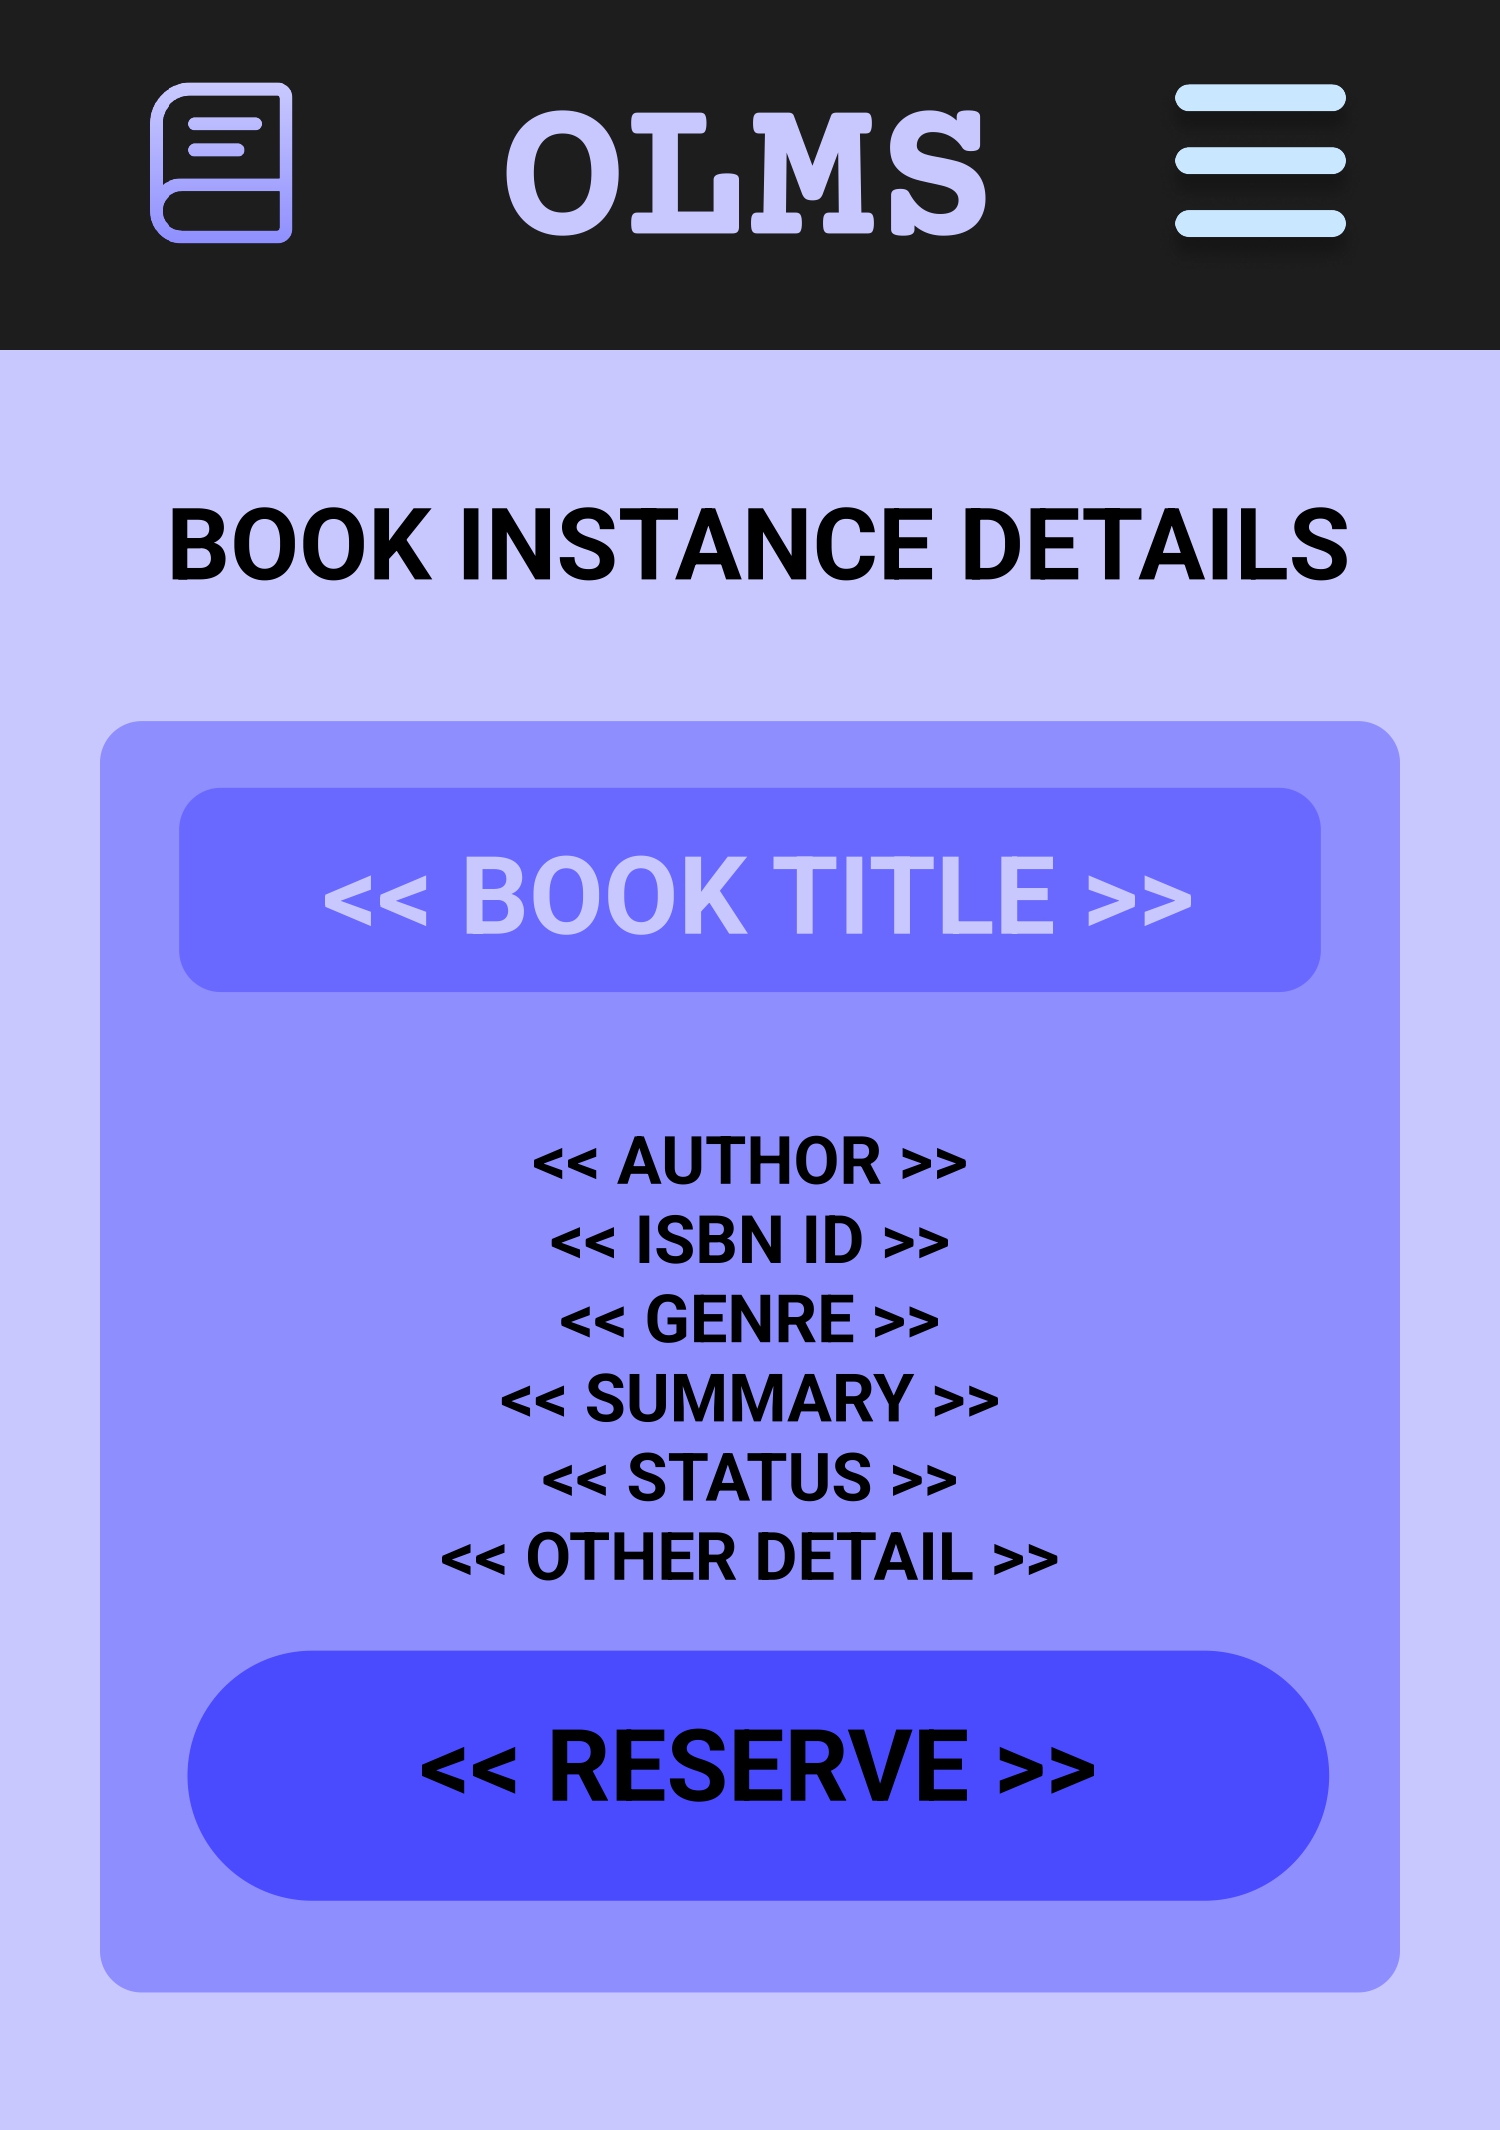 OLMS
BOOK INSTANCE DETAILS
<< BOOK TITLE >>
<< AUTHOR >>
<< ISBN ID >>
<< GENRE >>
<< SUMMARY >>
<< STATUS >>
<< OTHER DETAIL >>
<< RESERVE >>